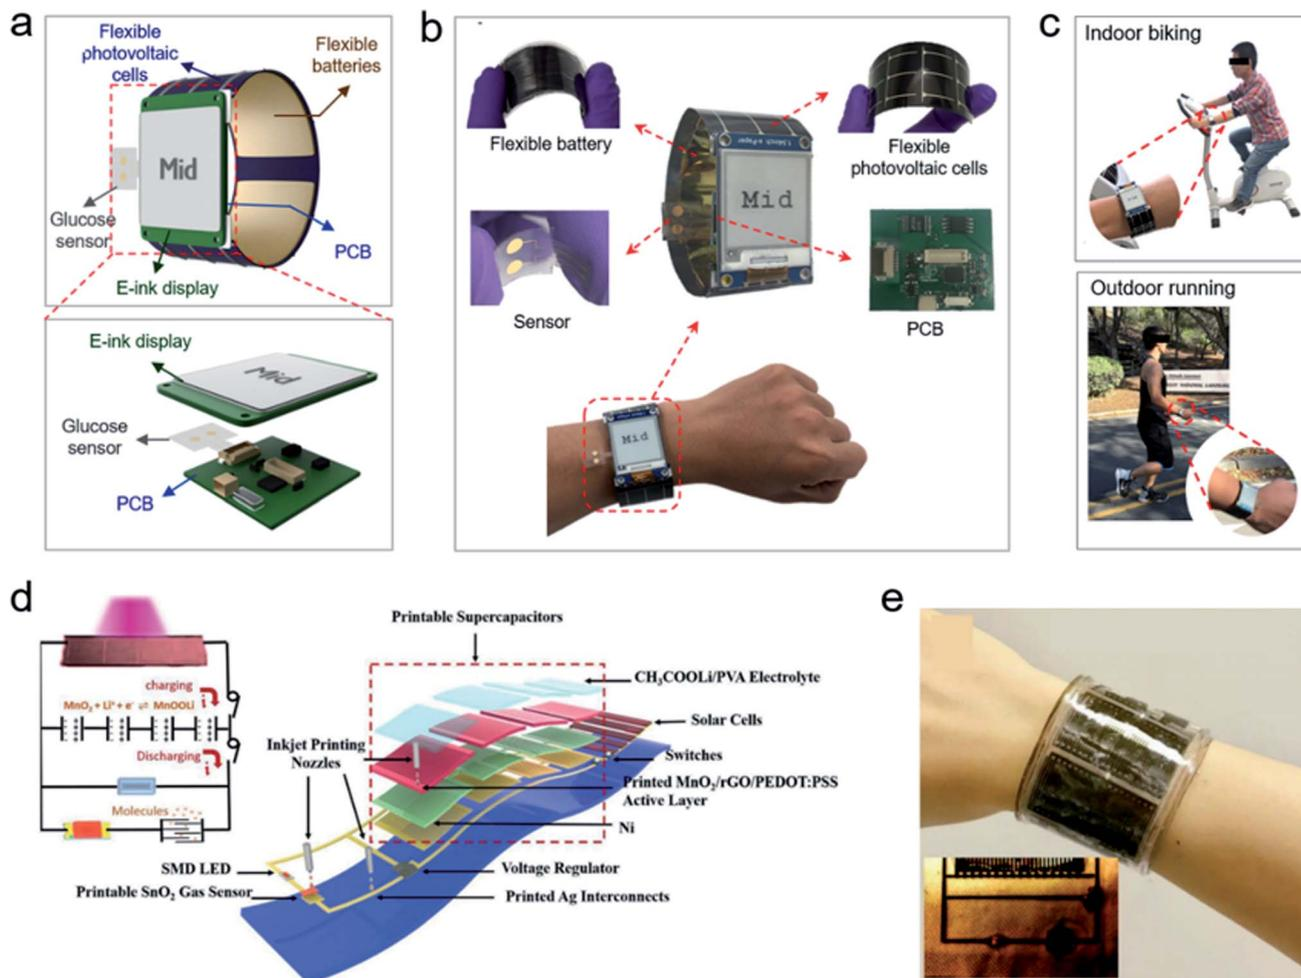 a
Flexible
photovoltaic
cells
Flexible
batteries
Mid
Glucose
sensor
PCB
E-ink display
E-ink display
Mid
Glucose
sensor
PCB
b
Flexible battery
Flexible
photovoltaic cells
1.54inch e-Paper
Mid
Sensor
PCB
Mid
c
Indoor biking
Outdoor running
d
Printable Supercapacitors
CH₃COOLi/PVA Electrolyte
charging
MnO₂ + Li⁺ + e⁻ ⇌ MnOOLi
Solar Cells
Inkjet Printing
Nozzles
Discharging
Switches
Printed MnO₂/rGO/PEDOT:PSS
Active Layer
Molecules
Ni
SMD LED
Voltage Regulator
Printable SnO₂ Gas Sensor
Printed Ag Interconnects
e